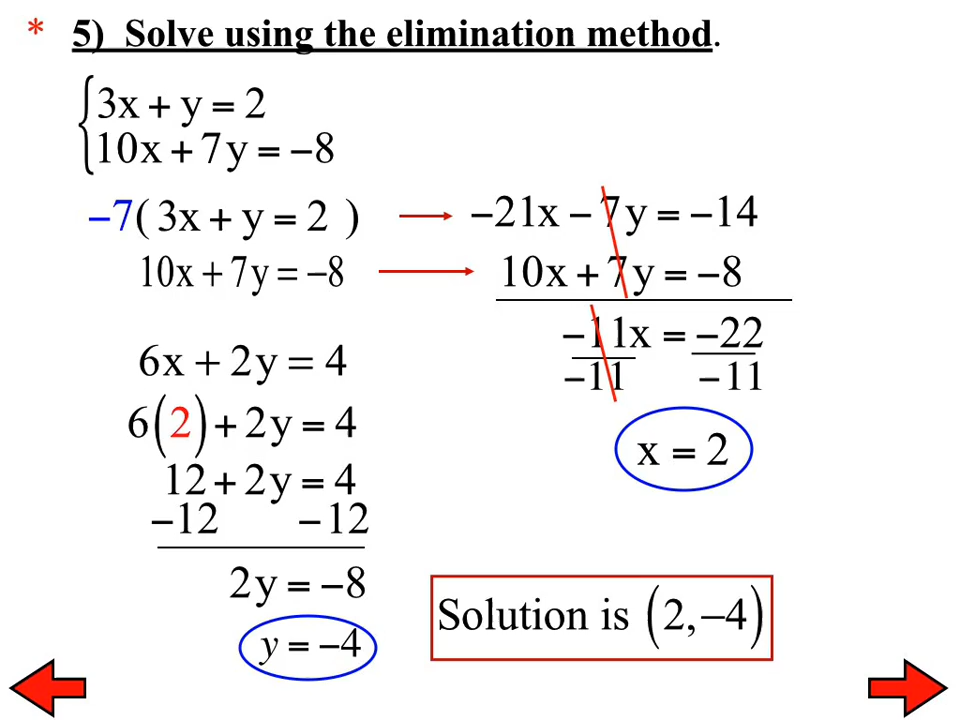 * 5) Solve using the elimination method.
3x + y = 2
10x + 7y = −8
−7( 3x + y = 2 )
10x + 7y = −8
−21x − 7y = −14
10x + 7y = −8
−11x = −22
−11 −11
x = 2
6x + 2y = 4
6(2) + 2y = 4
12 + 2y = 4
−12 −12
2y = −8
y = −4
Solution is (2, −4)